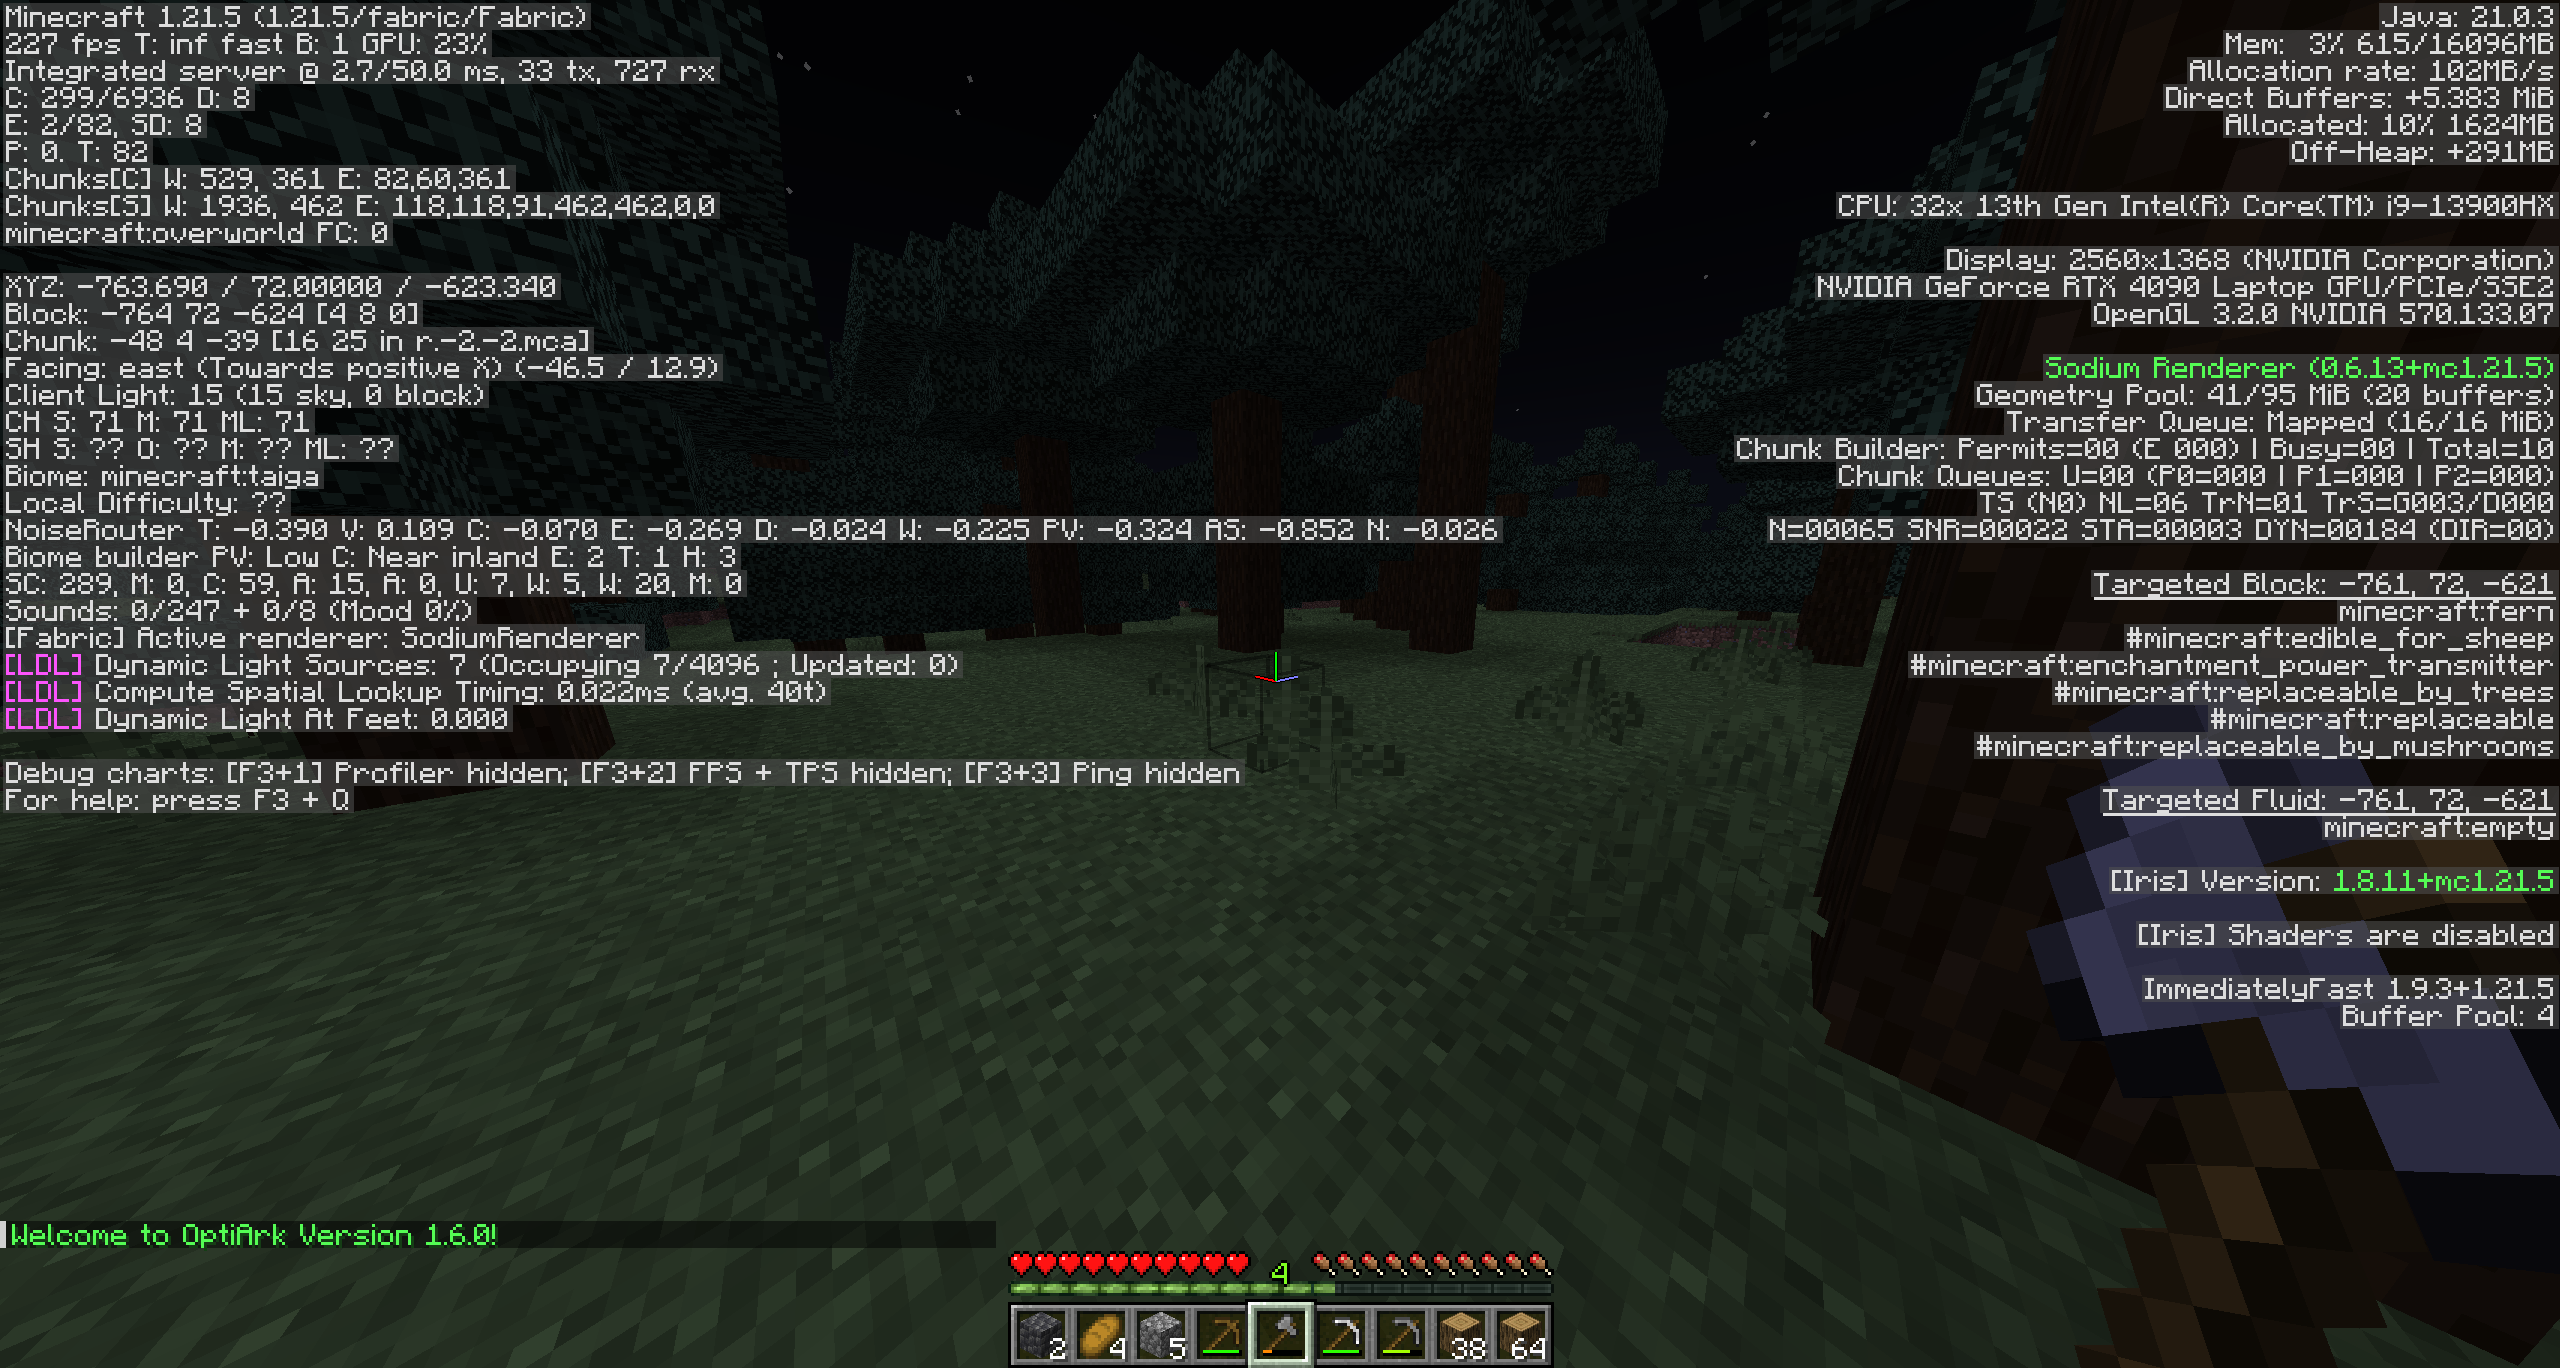 Minecraft 1.21.5 (1.21.5/fabric/Fabric)
227 fps T: inf fast B: 1 GPU: 23%
Integrated server @ 2.7/50.0 ms, 33 tx, 727 rx
C: 299/6936 D: 8
E: 2/82, SD: 8
P: 0. T: 82
Chunks[C] W: 529, 361 E: 82,60,361
Chunks[S] W: 1936, 462 E: 118,118,91,462,462,0,0
minecraft:overworld FC: 0
XYZ: -763.690 / 72.00000 / -623.340
Block: -764 72 -624 [4 8 0]
Chunk: -48 4 -39 [16 25 in r.-2.-2.mca]
Facing: east (Towards positive X) (-46.5 / 12.9)
Client Light: 15 (15 sky, 0 block)
CH S: 71 M: 71 ML: 71
SH S: ?? O: ?? M: ?? ML: ??
Biome: minecraft:taiga
Local Difficulty: ??
NoiseRouter T: -0.390 V: 0.109 C: -0.070 E: -0.269 D: -0.024 W: -0.225 PV: -0.324 AS: -0.852 N: -0.026
Biome builder PV: Low C: Near inland E: 2 T: 1 H: 3
SC: 289, M: 0, C: 59, A: 15, A: 0, U: 7, W: 5, W: 20, M: 0
Sounds: 0/247 + 0/8 (Mood 0%)
[Fabric] Active renderer: SodiumRenderer
[LDL] Dynamic Light Sources: 7 (Occupying 7/4096 ; Updated: 0)
[LDL] Compute Spatial Lookup Timing: 0.022ms (avg. 40t)
[LDL] Dynamic Light At Feet: 0.000
Debug charts: [F3+1] Profiler hidden; [F3+2] FPS + TPS hidden; [F3+3] Ping hidden
For help: press F3 + Q
Java: 21.0.3
Mem: 3% 615/16096MB
Allocation rate: 102MB/s
Direct Buffers: +5.383 MiB
Allocated: 10% 1624MB
Off-Heap: +291MB
CPU: 32x 13th Gen Intel(R) Core(TM) i9-13900HX
Display: 2560x1368 (NVIDIA Corporation)
NVIDIA GeForce RTX 4090 Laptop GPU/PCIe/SSE2
OpenGL 3.2.0 NVIDIA 570.133.07
Sodium Renderer (0.6.13+mc1.21.5)
Geometry Pool: 41/95 MiB (20 buffers)
Transfer Queue: Mapped (16/16 MiB)
Chunk Builder: Permits=00 (E 000) | Busy=00 | Total=10
Chunk Queues: U=00 (P0=000 | P1=000 | P2=000)
TS (N0) NL=06 TrN=01 TrS=G003/D000
N=00065 SNR=00022 STA=00003 DYN=00184 (DIR=00)
Targeted Block: -761, 72, -621
minecraft:fern
#minecraft:edible_for_sheep
#minecraft:enchantment_power_transmitter
#minecraft:replaceable_by_trees
#minecraft:replaceable
#minecraft:replaceable_by_mushrooms
Targeted Fluid: -761, 72, -621
minecraft:empty
[Iris] Version: 1.8.11+mc1.21.5
[Iris] Shaders are disabled
ImmediatelyFast 1.9.3+1.21.5
Buffer Pool: 4
Welcome to OptiArk Version 1.6.0!
4
2 4 5 38 64